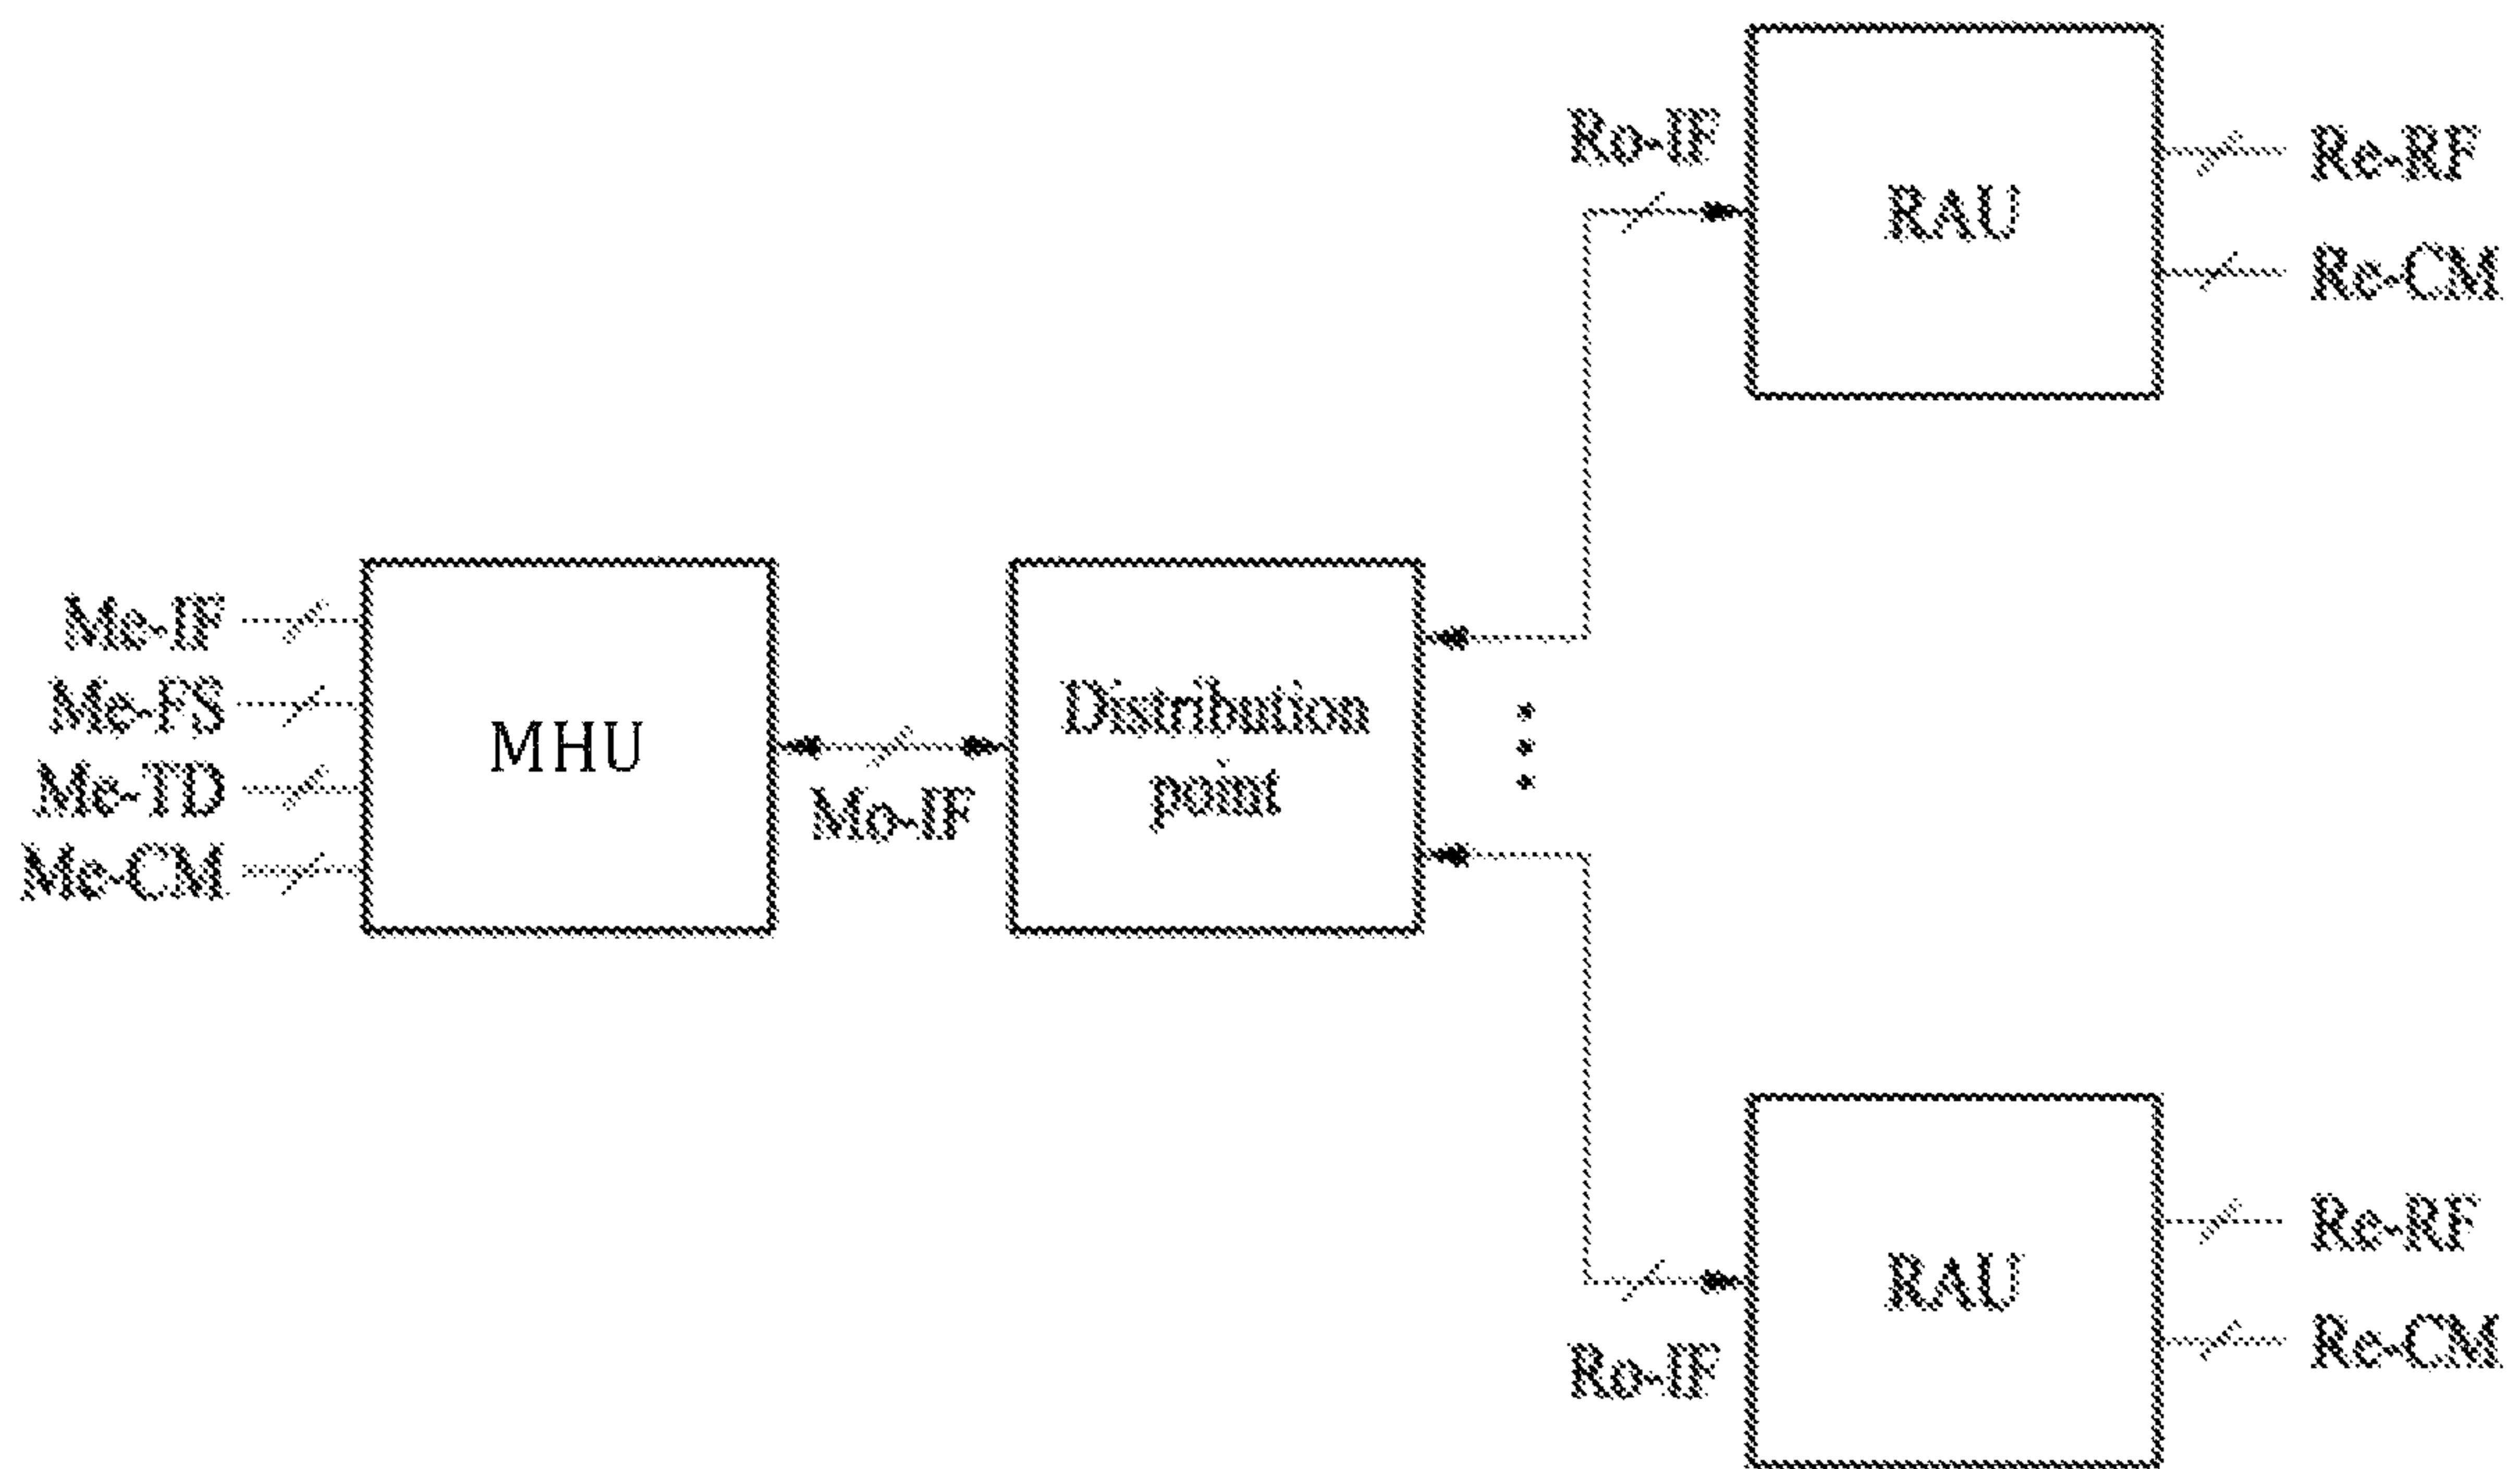 Ro-IF
RAU
Re-RF
Re-CM
Me-IF
Me-FS
Me-TD
Me-CM
MHU
Mo-IF
Distribution
point
RAU
Re-RF
Re-CM
Ro-IF